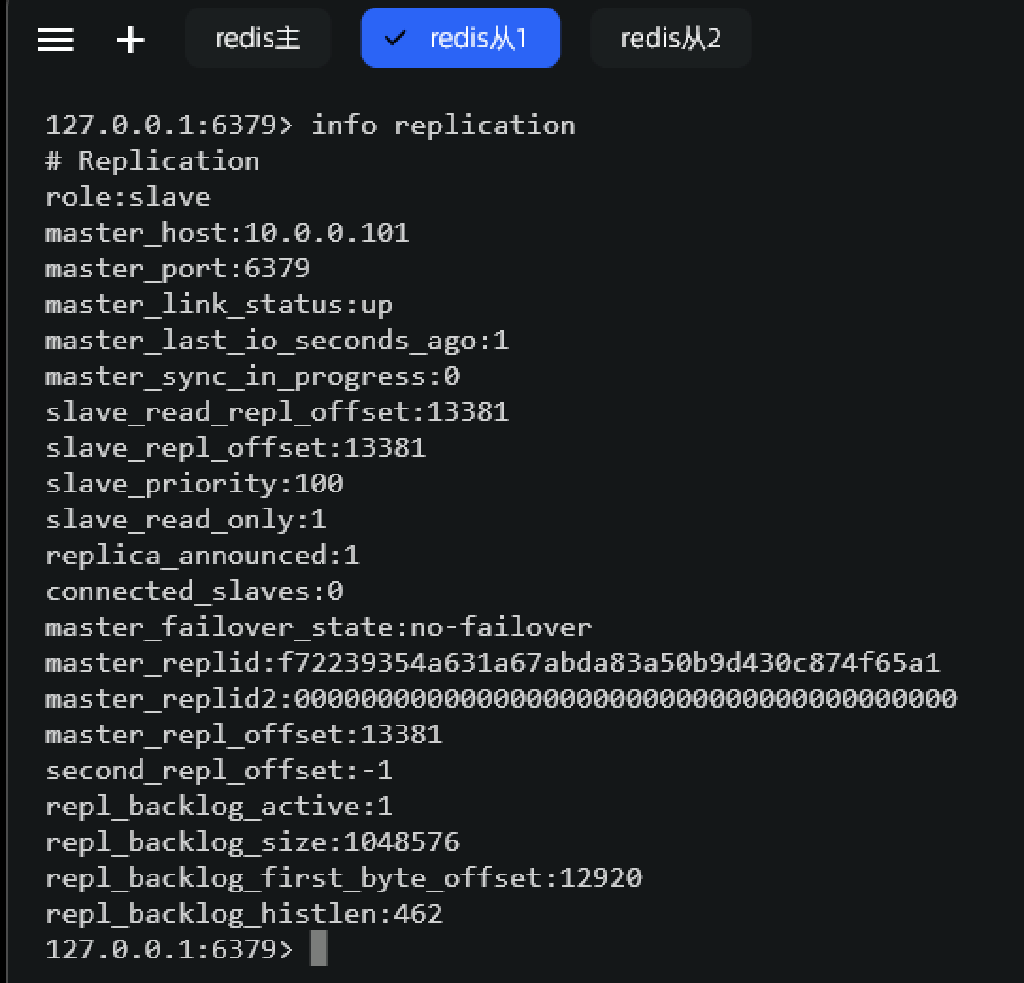 redis主
redis从1
redis从2
127.0.0.1:6379> info replication
# Replication
role:slave
master_host:10.0.0.101
master_port:6379
master_link_status:up
master_last_io_seconds_ago:1
master_sync_in_progress:0
slave_read_repl_offset:13381
slave_repl_offset:13381
slave_priority:100
slave_read_only:1
replica_announced:1
connected_slaves:0
master_failover_state:no-failover
master_replid:f72239354a631a67abda83a50b9d430c874f65a1
master_replid2:0000000000000000000000000000000000000000
master_repl_offset:13381
second_repl_offset:-1
repl_backlog_active:1
repl_backlog_size:1048576
repl_backlog_first_byte_offset:12920
repl_backlog_histlen:462
127.0.0.1:6379>